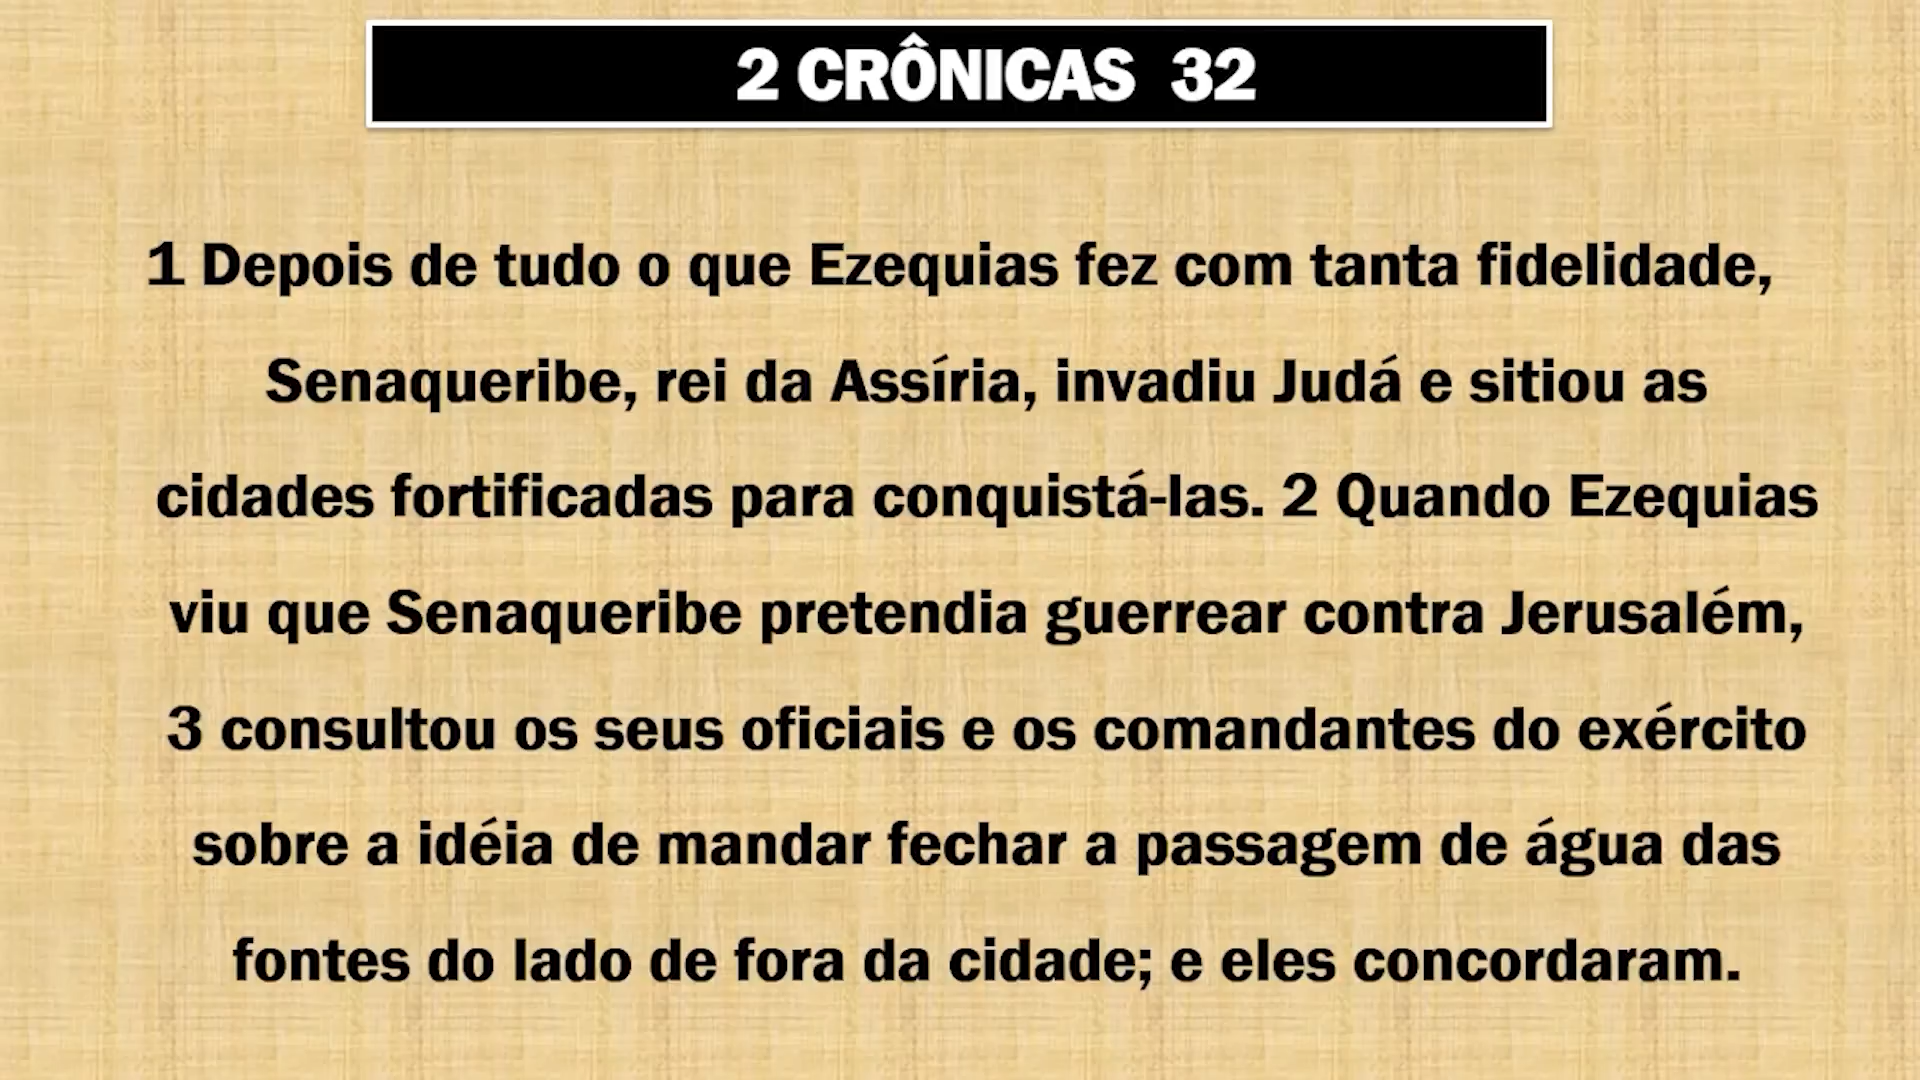 2 CRÔNICAS 32
1 Depois de tudo o que Ezequias fez com tanta fidelidade,
Senaqueribe, rei da Assíria, invadiu Judá e sitiou as
cidades fortificadas para conquistá-las. 2 Quando Ezequias
viu que Senaqueribe pretendia guerrear contra Jerusalém,
3 consultou os seus oficiais e os comandantes do exército
sobre a idéia de mandar fechar a passagem de água das
fontes do lado de fora da cidade; e eles concordaram.